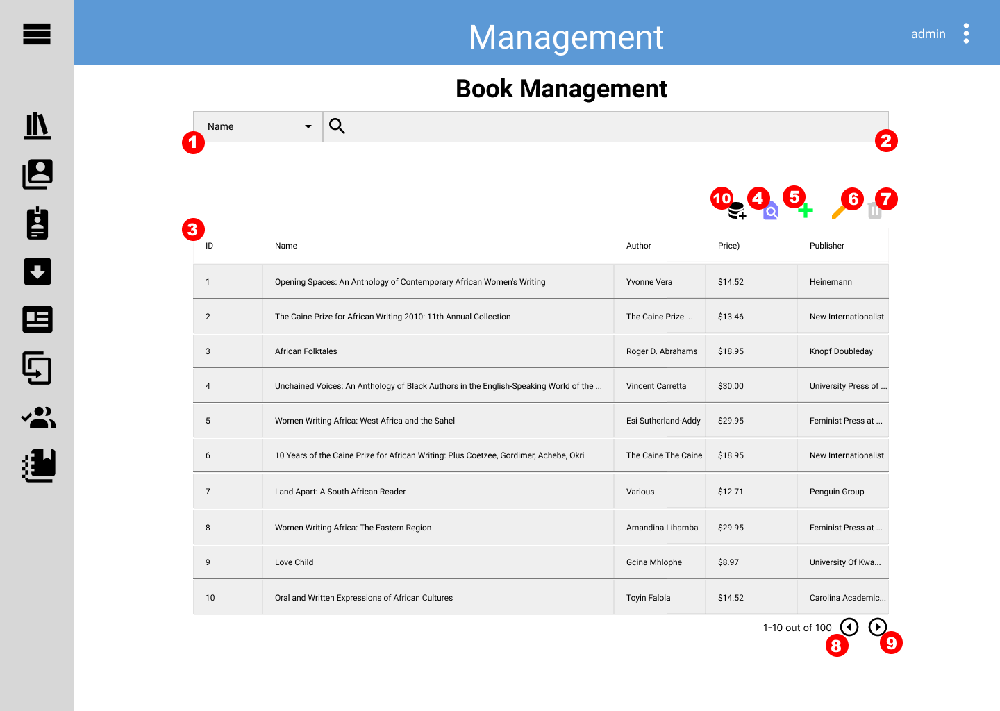 Management
admin
Book Management
Name
1
2
10
4
5
6
7
3
ID Name Author Price) Publisher
1 Opening Spaces: An Anthology of Contemporary African Women's Writing Yvonne Vera $14.52 Heinemann
2 The Caine Prize for African Writing 2010: 11th Annual Collection The Caine Prize ... $13.46 New Internationalist
3 African Folktales Roger D. Abrahams $18.95 Knopf Doubleday
4 Unchained Voices: An Anthology of Black Authors in the English-Speaking World of the ... Vincent Carretta $30.00 University Press of ...
5 Women Writing Africa: West Africa and the Sahel Esi Sutherland-Addy $29.95 Feminist Press at ...
6 10 Years of the Caine Prize for African Writing: Plus Coetzee, Gordimer, Achebe, Okri The Caine The Caine $18.95 New Internationalist
7 Land Apart: A South African Reader Various $12.71 Penguin Group
8 Women Writing Africa: The Eastern Region Amandina Lihamba $29.95 Feminist Press at ...
9 Love Child Gcina Mhlophe $8.97 University Of Kwa...
10 Oral and Written Expressions of African Cultures Toyin Falola $14.52 Carolina Academic...
1-10 out of 100
8
9